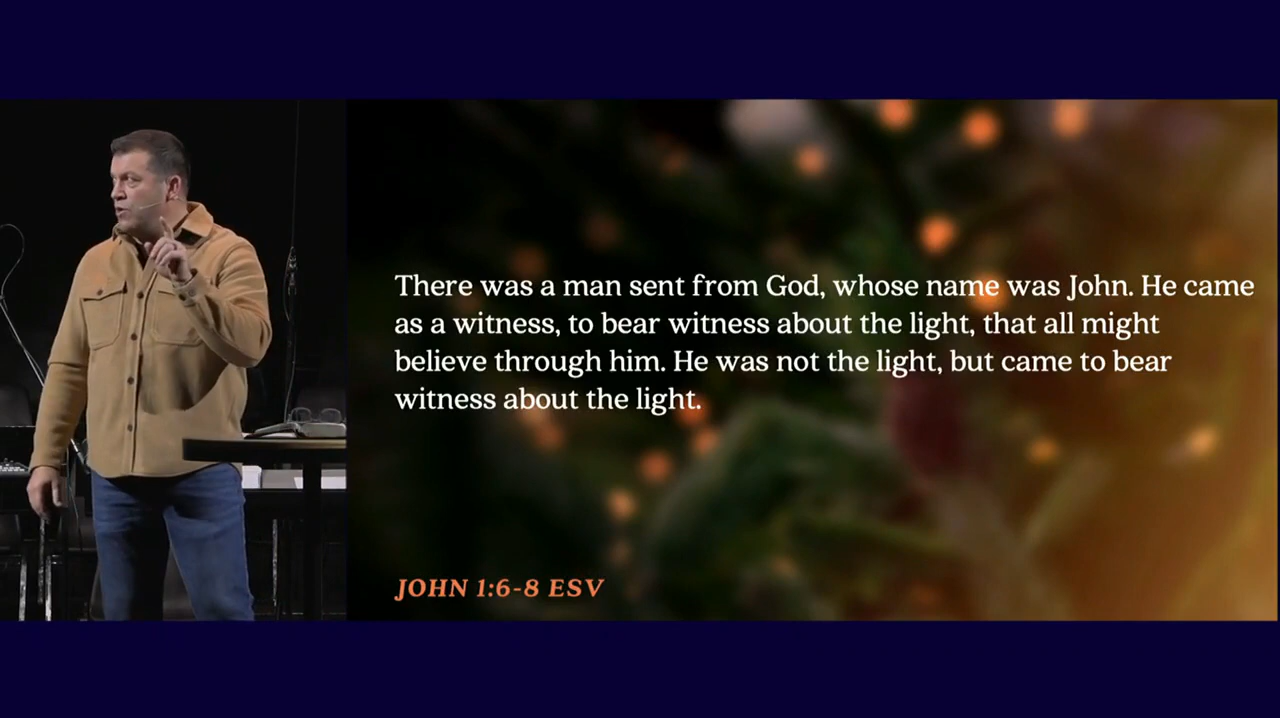 There was a man sent from God, whose name was John. He came
as a witness, to bear witness about the light, that all might
believe through him. He was not the light, but came to bear
witness about the light.
JOHN 1:6-8 ESV